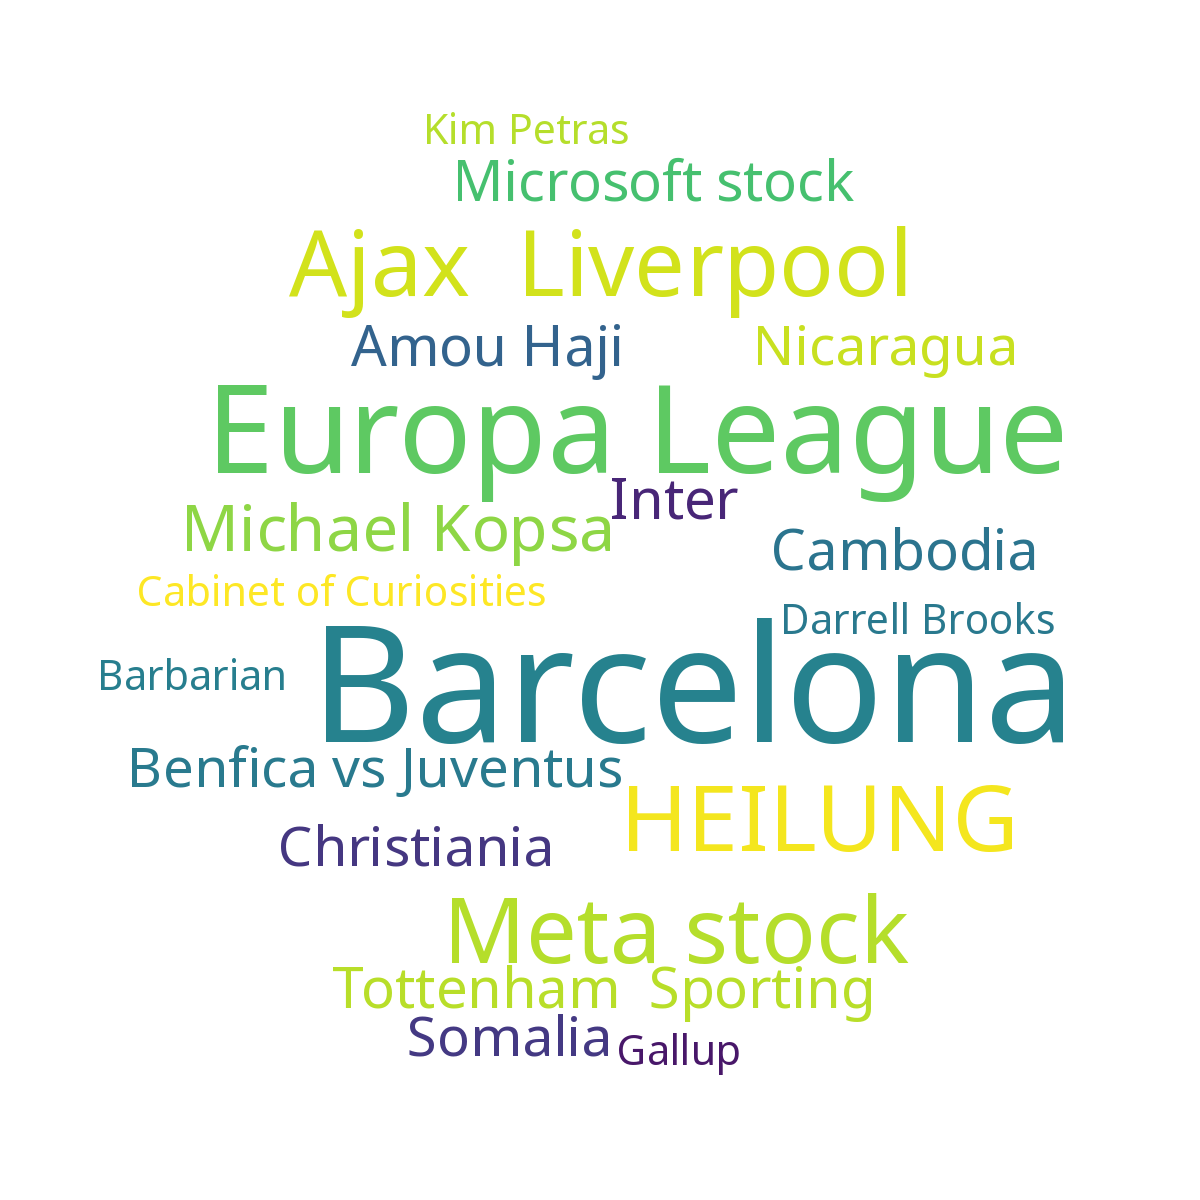 Kim Petras
Microsoft stock
Ajax  Liverpool
Amou Haji
Nicaragua
Europa League
Inter
Michael Kopsa
Cambodia
Cabinet of Curiosities
Darrell Brooks
Barbarian
Barcelona
Benfica vs Juventus
HEILUNG
Christiania
Meta stock
Tottenham  Sporting
Somalia
Gallup